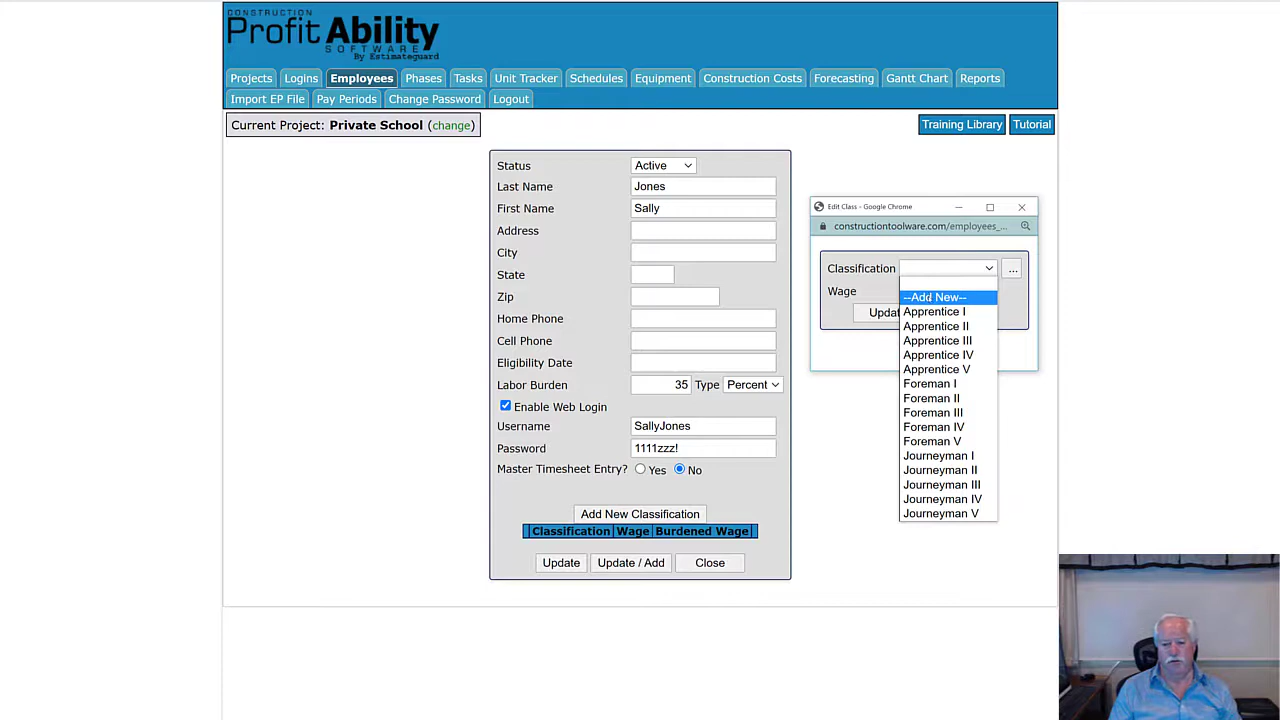 CONSTRUCTION
Profit Ability
SOFTWARE
By Estimateguard
Projects Logins Employees Phases Tasks Unit Tracker Schedules Equipment Construction Costs Forecasting Gantt Chart Reports
Import EP File Pay Periods Change Password Logout
Current Project: Private School (change)
Training Library Tutorial
Status Active
Last Name Jones
First Name Sally
Address
City
State
Zip
Home Phone
Cell Phone
Eligibility Date
Labor Burden 35 Type Percent
Enable Web Login
Username SallyJones
Password 1111zzz!
Master Timesheet Entry? Yes No
Add New Classification
Classification Wage Burdened Wage
Update Update / Add Close
Edit Class - Google Chrome
constructiontoolware.com/employees_...
Classification ...
Wage
Updat
--Add New--
Apprentice I
Apprentice II
Apprentice III
Apprentice IV
Apprentice V
Foreman I
Foreman II
Foreman III
Foreman IV
Foreman V
Journeyman I
Journeyman II
Journeyman III
Journeyman IV
Journeyman V